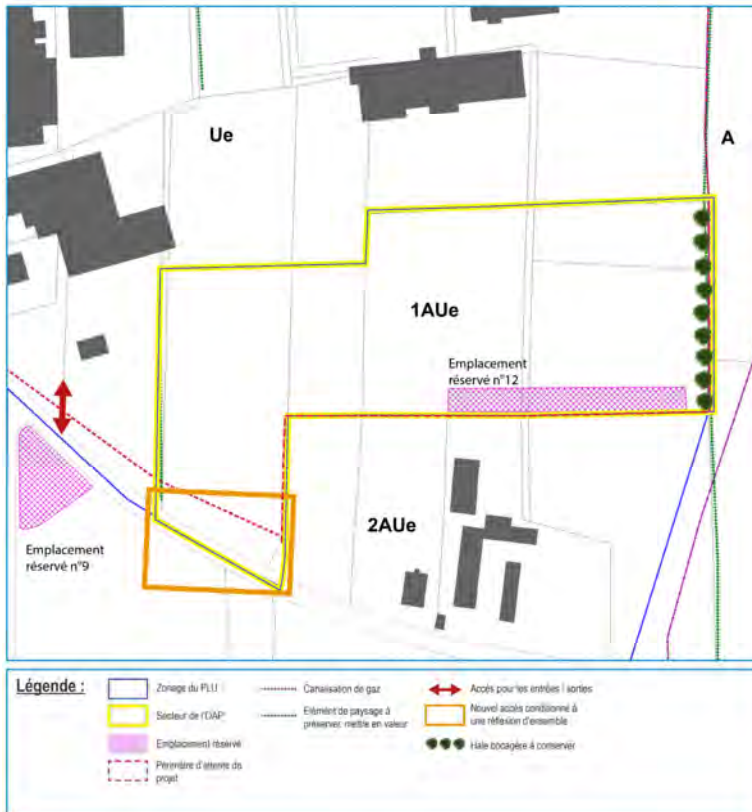 Ue
A
1AUe
Emplacement
réservé n°12
2AUe
Emplacement
réservé n°9
Légende :
Zonage du PLU
Secteur de l'OAP
Emplacement réservé
Périmètre d'attente de
projet
Canalisation de gaz
Elément de paysage à
préserver, mettre en valeur
Accès pour les entrées / sorties
Nouvel accès conditionné à
une réflexion d'ensemble
Haie bocagère à conserver